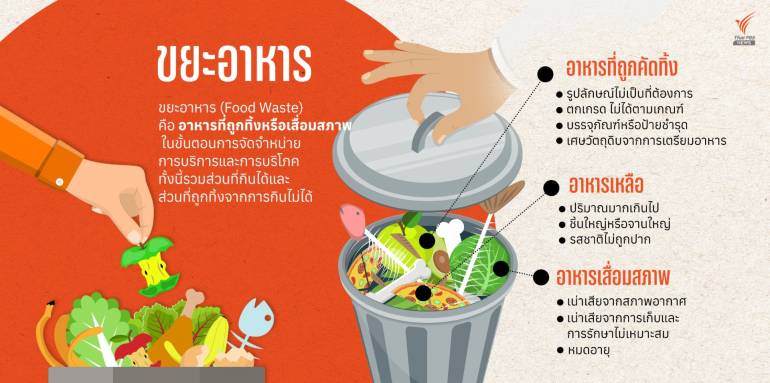 ขยะอาหาร
ขยะอาหาร (Food Waste)
คือ อาหารที่ถูกทิ้งหรือเสื่อมสภาพ
ในขั้นตอนการจัดจำหน่าย
การบริการและการบริโภค
ทั้งนี้รวมส่วนที่กินได้และ
ส่วนที่ถูกทิ้งจากการกินไม่ได้
Thai PBS
NEWS
อาหารที่ถูกคัดทิ้ง
• รูปลักษณ์ไม่เป็นที่ต้องการ
• ตกเกรด ไม่ได้ตามเกณฑ์
• บรรจุภัณฑ์หรือป้ายชำรุด
• เศษวัตถุดิบจากการเตรียมอาหาร
อาหารเหลือ
• ปริมาณมากเกินไป
• ชิ้นใหญ่หรือจานใหญ่
• รสชาติไม่ถูกปาก
อาหารเสื่อมสภาพ
• เน่าเสียจากสภาพอากาศ
• เน่าเสียจากการเก็บและ
การรักษาไม่เหมาะสม
• หมดอายุ